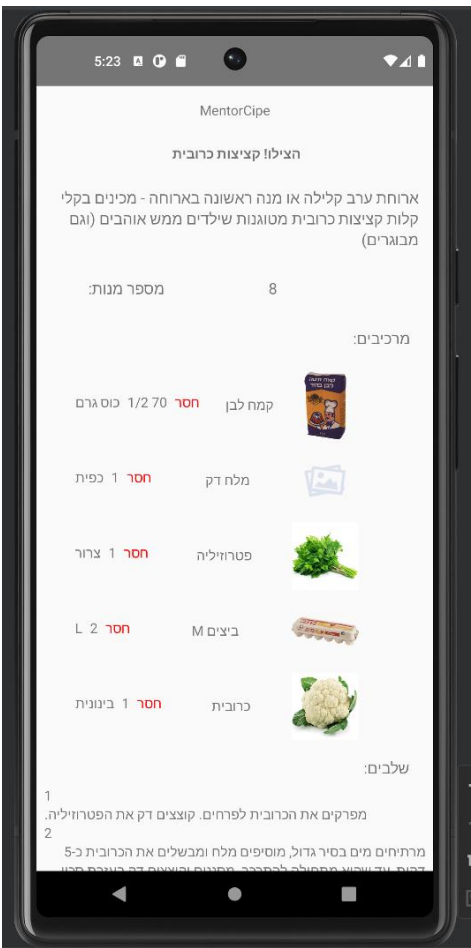 5:23
MentorCipe
הצילו! קציצות כרובית
ארוחת ערב קלילה או מנה ראשונה בארוחה - מכינים בקלי
קלות קציצות כרובית מטוגנות שילדים ממש אוהבים (וגם
מבוגרים)
מספר מנות: 8
מרכיבים:
קמח לבן חסר 70 1/2 כוס גרם
מלח דק חסר 1 כפית
פטרוזיליה חסר 1 צרור
ביצים M חסר 2 L
כרובית חסר 1 בינונית
שלבים:
1
מפרקים את הכרובית לפרחים. קוצצים דק את הפטרוזיליה.
2
מרתיחים מים בסיר גדול, מוסיפים מלח ומבשלים את הכרובית כ-5